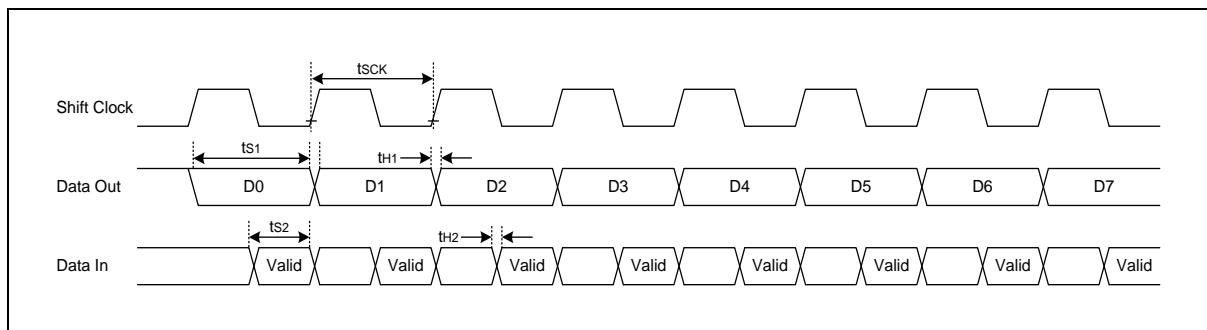 tSCK
Shift Clock
tS1
tH1
Data Out D0 D1 D2 D3 D4 D5 D6 D7
tS2
tH2
Data In Valid Valid Valid Valid Valid Valid Valid Valid